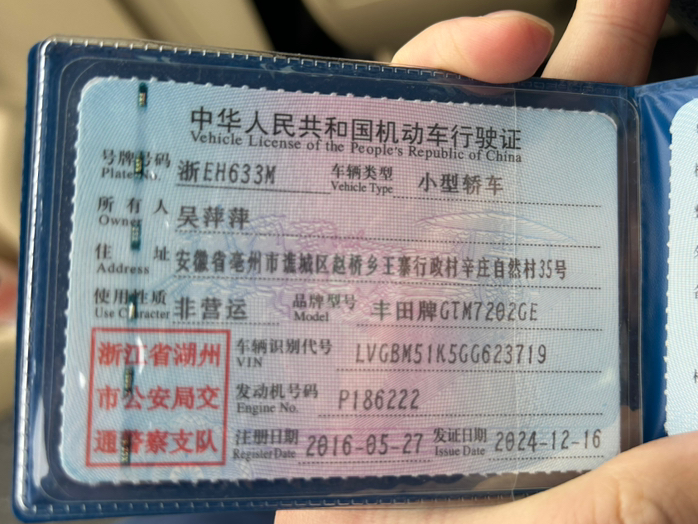 中华人民共和国机动车行驶证
Vehicle License of the People's Republic of China
号牌号码 浙EH633M 车辆类型 小型轿车
Plate No. Vehicle Type
所有人 吴萍萍
Owner
住址 安徽省亳州市谯城区赵桥乡王寨行政村辛庄自然村35号
Address
使用性质 非营运 品牌型号 丰田牌GTM7202GE
Use Character Model
浙江省湖州
市公安局交
通警察支队
车辆识别代号 LVGBM51K5GG623719
VIN
发动机号码 P186222
Engine No.
注册日期 2016-05-27 发证日期 2024-12-16
Register Date Issue Date